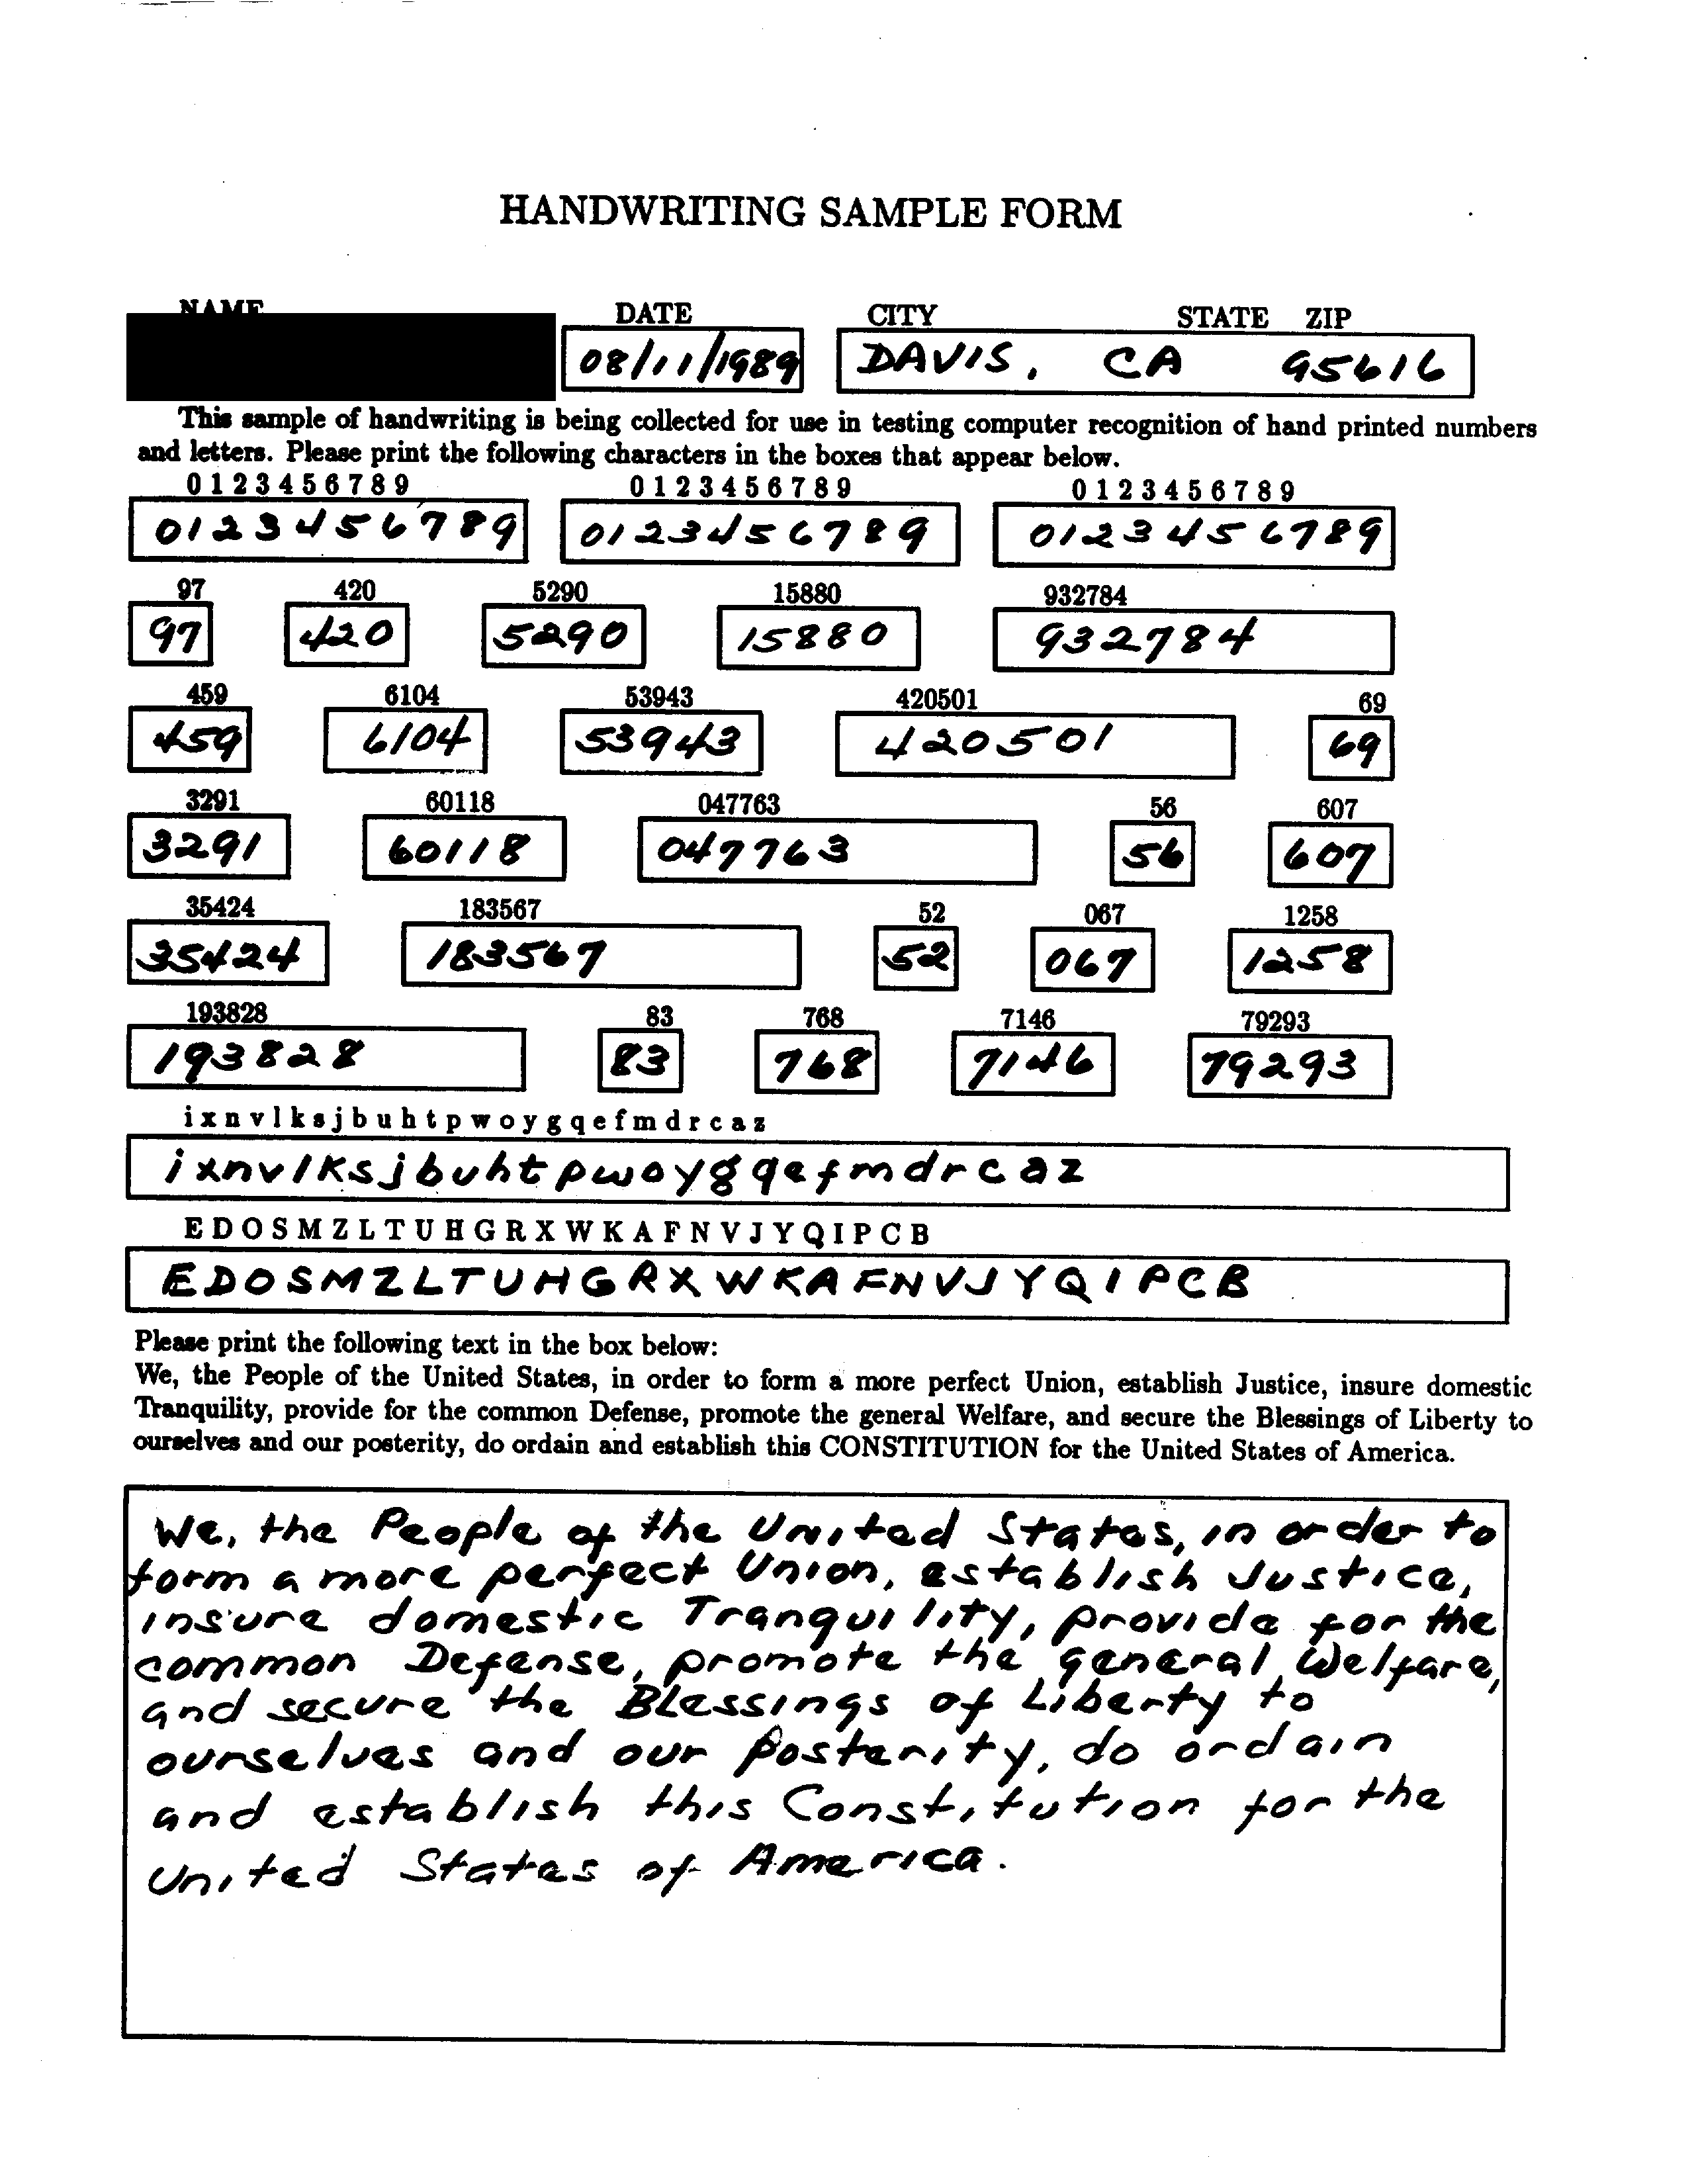 HANDWRITING SAMPLE FORM
NAME DATE CITY STATE ZIP
08/11/1989 DAVIS, CA 95616
This sample of handwriting is being collected for use in testing computer recognition of hand printed numbers
and letters. Please print the following characters in the boxes that appear below.
0 1 2 3 4 5 6 7 8 9 0 1 2 3 4 5 6 7 8 9 0 1 2 3 4 5 6 7 8 9
0123456789 0123456789 0123456789
97 420 5290 15880 932784
97 420 5290 15880 932784
459 6104 53943 420501 69
459 6104 53943 420501 69
3291 60118 047763 56 607
3291 60118 047763 56 607
35424 183567 52 067 1258
35424 183567 52 067 1258
193828 83 768 7146 79293
193828 83 768 7146 79293
i x n v l k s j b u h t p w o y g q e f m d r c a z
ixnvlksjbuhtpwoygqefmdrcaz
E D O S M Z L T U H G R X W K A F N V J Y Q I P C B
EDOSMZLTUHGRXWKAFNVJYQIPCB
Please print the following text in the box below:
We, the People of the United States, in order to form a more perfect Union, establish Justice, insure domestic
Tranquility, provide for the common Defense, promote the general Welfare, and secure the Blessings of Liberty to
ourselves and our posterity, do ordain and establish this CONSTITUTION for the United States of America.
We, the People of the United States, in order to
form a more perfect Union, establish Justice,
insure domestic Tranquility, provide for the
common Defense, promote the general Welfare,
and secure the Blessings of Liberty to
ourselves and our posterity, do ordain
and establish this Constitution for the
United States of America.